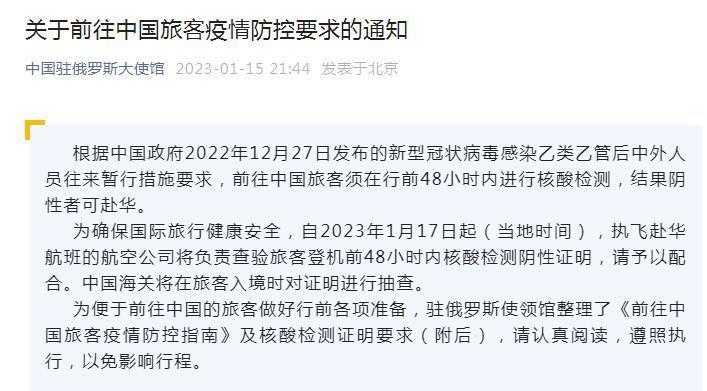 关于前往中国旅客疫情防控要求的通知
中国驻俄罗斯大使馆 2023-01-15 21:44 发表于北京
根据中国政府2022年12月27日发布的新型冠状病毒感染乙类乙管后中外人
员往来暂行措施要求，前往中国旅客须在行前48小时内进行核酸检测，结果阴
性者可赴华。
为确保国际旅行健康安全，自2023年1月17日起（当地时间），执飞赴华
航班的航空公司将负责查验旅客登机前48小时内核酸检测阴性证明，请予以配
合。中国海关将在旅客入境时对证明进行抽查。
为便于前往中国的旅客做好行前各项准备，驻俄罗斯使领馆整理了《前往中
国旅客疫情防控指南》及核酸检测证明要求（附后），请认真阅读，遵照执
行，以免影响行程。